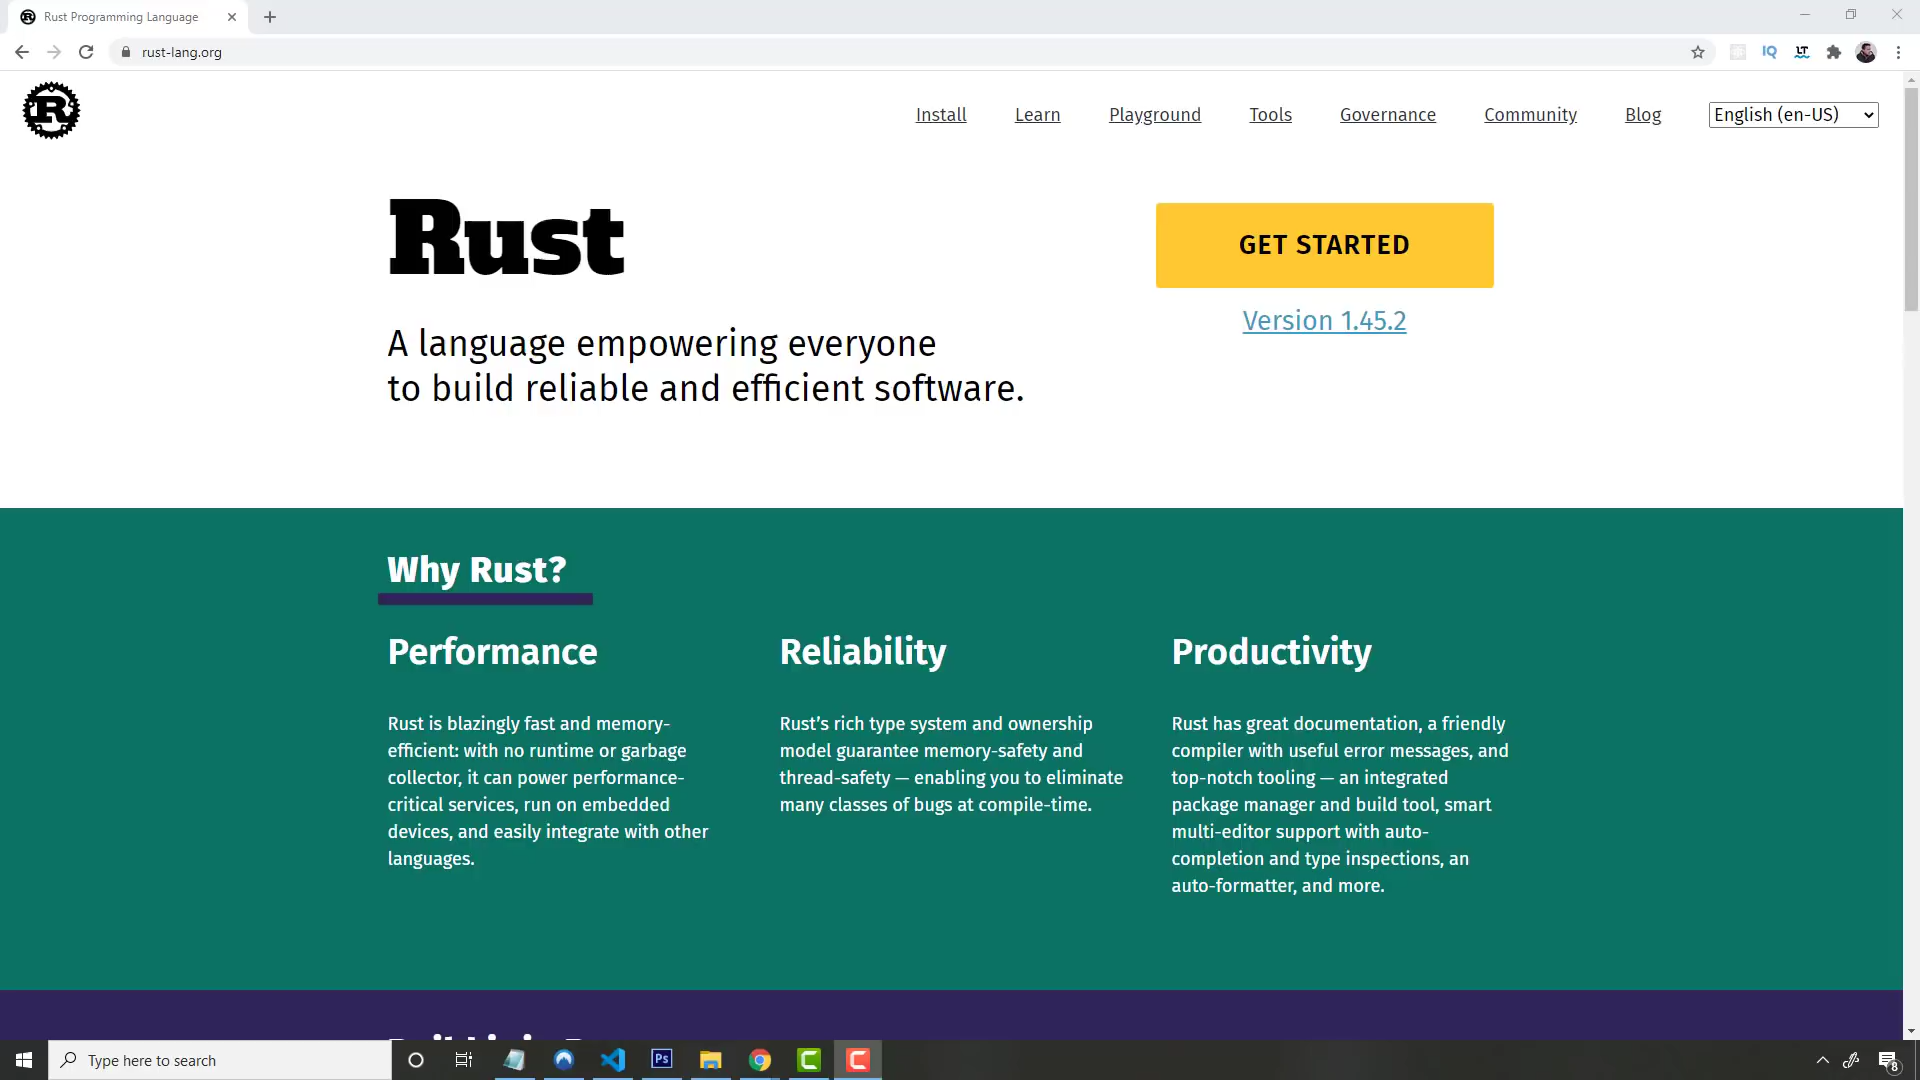 Rust Programming Language
rust-lang.org
IQ
LT
R
Install Learn Playground Tools Governance Community Blog English (en-US)
Rust
GET STARTED
Version 1.45.2
A language empowering everyone
to build reliable and efficient software.
Why Rust?
Performance
Rust is blazingly fast and memory-
efficient: with no runtime or garbage
collector, it can power performance-
critical services, run on embedded
devices, and easily integrate with other
languages.
Reliability
Rust’s rich type system and ownership
model guarantee memory-safety and
thread-safety — enabling you to eliminate
many classes of bugs at compile-time.
Productivity
Rust has great documentation, a friendly
compiler with useful error messages, and
top-notch tooling — an integrated
package manager and build tool, smart
multi-editor support with auto-
completion and type inspections, an
auto-formatter, and more.
Type here to search
Ps
8